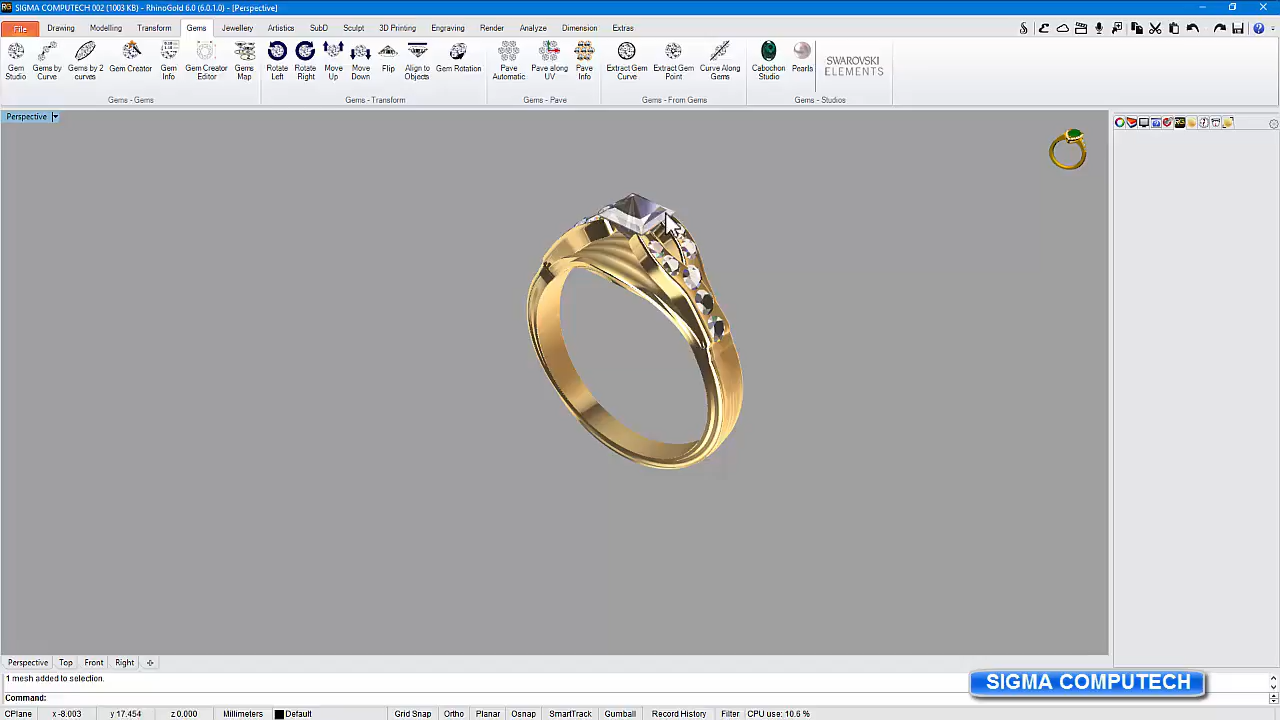 SIGMA COMPUTECH 002 (1003 KB) - RhinoGold 6.0 (6.0.1.0) - [Perspective]
File Drawing Modelling Transform Gems Jewellery Artistics SubD Sculpt 3D Printing Engraving Render Analyze Dimension Extras
Gem Studio Gems by Curve Gems by 2 curves Gem Creator Gem Info Gem Creator Editor Gems Map Rotate Left Rotate Right Move Up Move Down Flip Align to Objects Gem Rotation Pave Automatic Pave along UV Pave Info Extract Gem Curve Extract Gem Point Curve Along Gems Cabochon Studio Pearls SWAROVSKI ELEMENTS
Gems - Gems Gems - Transform Gems - Pave Gems - From Gems Gems - Studios
Perspective
Perspective Top Front Right
1 mesh added to selection.
SIGMA COMPUTECH
Command:
CPlane x -8.003 y 17.454 z 0.000 Millimeters Default Grid Snap Ortho Planar Osnap SmartTrack Gumball Record History Filter CPU use: 10.6 %